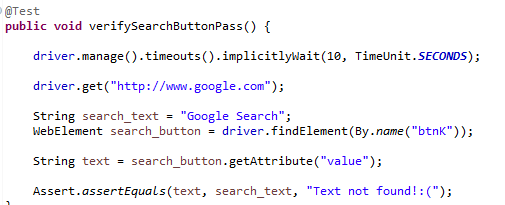 @Test
public void verifySearchButtonPass() {
driver.manage().timeouts().implicitlyWait(10, TimeUnit.SECONDS);
driver.get("http://www.google.com");
String search_text = "Google Search";
WebElement search_button = driver.findElement(By.name("btnK"));
String text = search_button.getAttribute("value");
Assert.assertEquals(text, search_text, "Text not found!:(");
}